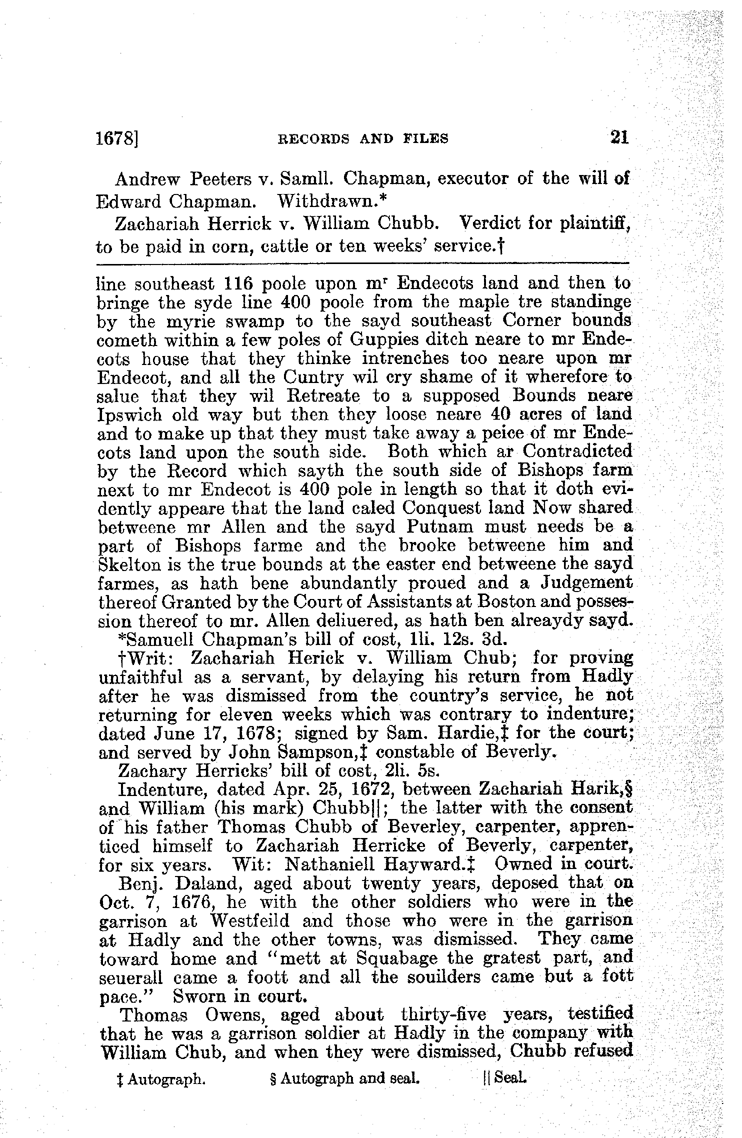 1678] RECORDS AND FILES 21
Andrew Peeters v. Samll. Chapman, executor of the will of
Edward Chapman. Withdrawn.*
Zachariah Herrick v. William Chubb. Verdict for plaintiff,
to be paid in corn, cattle or ten weeks' service.†
line southeast 116 poole upon mʳ Endecots land and then to
bringe the syde line 400 poole from the maple tre standinge
by the myrie swamp to the sayd southeast Corner bounds
cometh within a few poles of Guppies ditch neare to mr Ende-
cots house that they thinke intrenches too neare upon mr
Endecot, and all the Cuntry wil cry shame of it wherefore to
salue that they wil Retreate to a supposed Bounds neare
Ipswich old way but then they loose neare 40 acres of land
and to make up that they must take away a peice of mr Ende-
cots land upon the south side. Both which ar Contradicted
by the Record which sayth the south side of Bishops farm
next to mr Endecot is 400 pole in length so that it doth evi-
dently appeare that the land caled Conquest land Now shared
betweene mr Allen and the sayd Putnam must needs be a
part of Bishops farme and the brooke betweene him and
Skelton is the true bounds at the easter end betweene the sayd
farmes, as hath bene abundantly proued and a Judgement
thereof Granted by the Court of Assistants at Boston and posses-
sion thereof to mr. Allen deliuered, as hath ben alreaydy sayd.
*Samuell Chapman's bill of cost, 1li. 12s. 3d.
†Writ: Zachariah Herick v. William Chub; for proving
unfaithful as a servant, by delaying his return from Hadly
after he was dismissed from the country's service, he not
returning for eleven weeks which was contrary to indenture;
dated June 17, 1678; signed by Sam. Hardie,‡ for the court;
and served by John Sampson,‡ constable of Beverly.
Zachary Herricks' bill of cost, 2li. 5s.
Indenture, dated Apr. 25, 1672, between Zachariah Harik,§
and William (his mark) Chubb||; the latter with the consent
of his father Thomas Chubb of Beverley, carpenter, appren-
ticed himself to Zachariah Herricke of Beverly, carpenter,
for six years. Wit: Nathaniell Hayward.‡ Owned in court.
Benj. Daland, aged about twenty years, deposed that on
Oct. 7, 1676, he with the other soldiers who were in the
garrison at Westfeild and those who were in the garrison
at Hadly and the other towns, was dismissed. They came
toward home and "mett at Squabage the gratest part, and
seuerall came a foott and all the souilders came but a fott
pace." Sworn in court.
Thomas Owens, aged about thirty-five years, testified
that he was a garrison soldier at Hadly in the company with
William Chub, and when they were dismissed, Chubb refused
‡ Autograph. § Autograph and seal. || Seal.